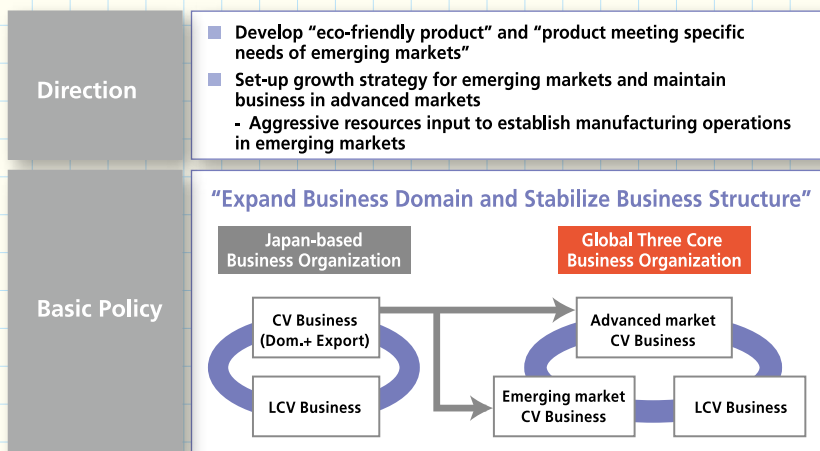 Direction
Develop “eco-friendly product” and “product meeting specific
needs of emerging markets”
Set-up growth strategy for emerging markets and maintain
business in advanced markets
- Aggressive resources input to establish manufacturing operations
in emerging markets
Basic Policy
“Expand Business Domain and Stabilize Business Structure”
Japan-based
Business Organization
Global Three Core
Business Organization
CV Business
(Dom.+ Export)
LCV Business
Advanced market
CV Business
Emerging market
CV Business
LCV Business